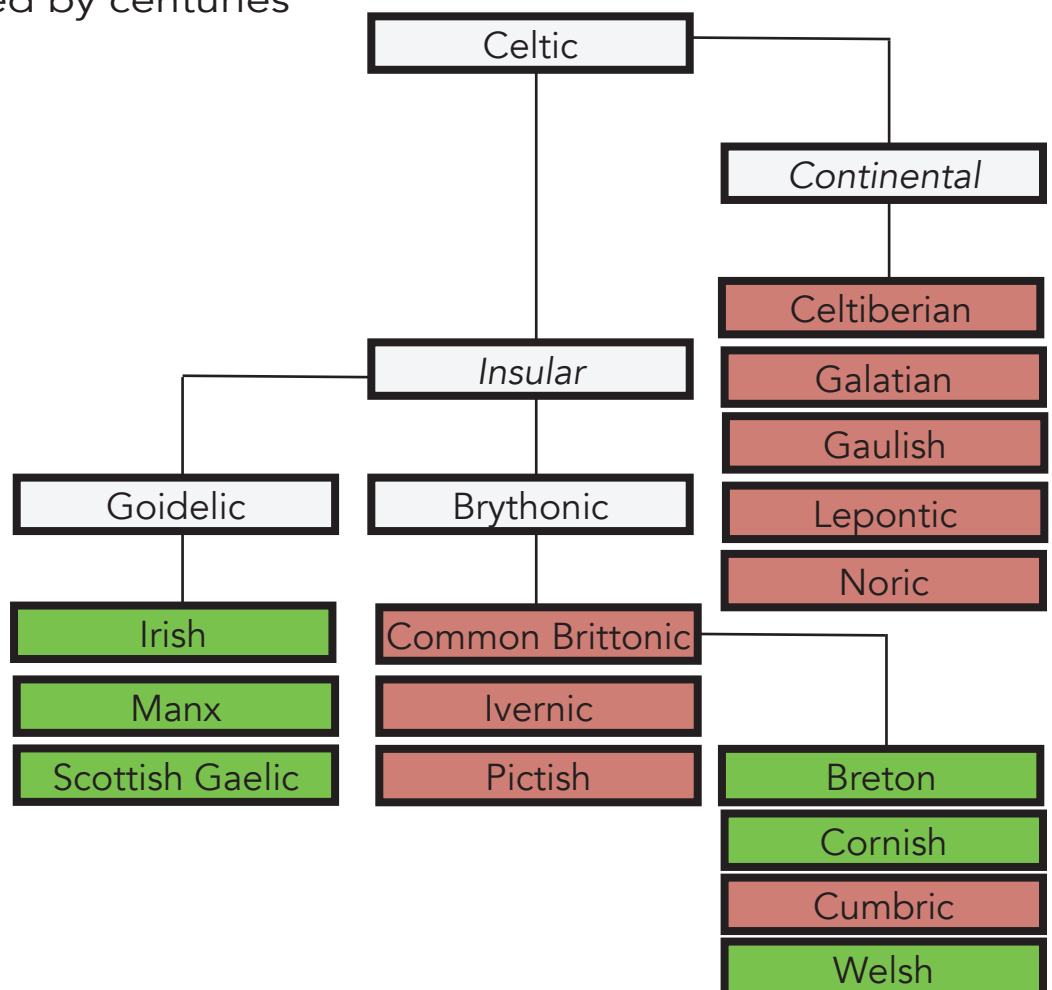 ed by centuries
Celtic
Continental
Celtiberian
Galatian
Gaulish
Lepontic
Noric
Insular
Goidelic
Brythonic
Irish
Manx
Scottish Gaelic
Common Brittonic
Ivernic
Pictish
Breton
Cornish
Cumbric
Welsh